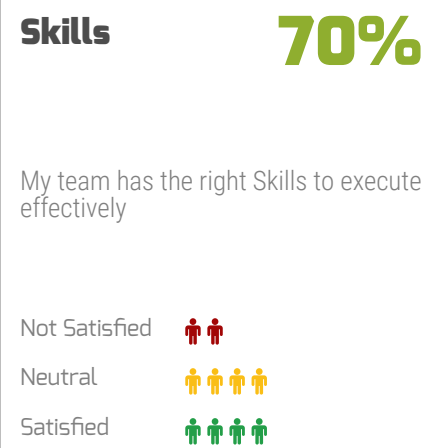 Skills
70%
My team has the right Skills to execute
effectively
Not Satisfied
Neutral
Satisfied